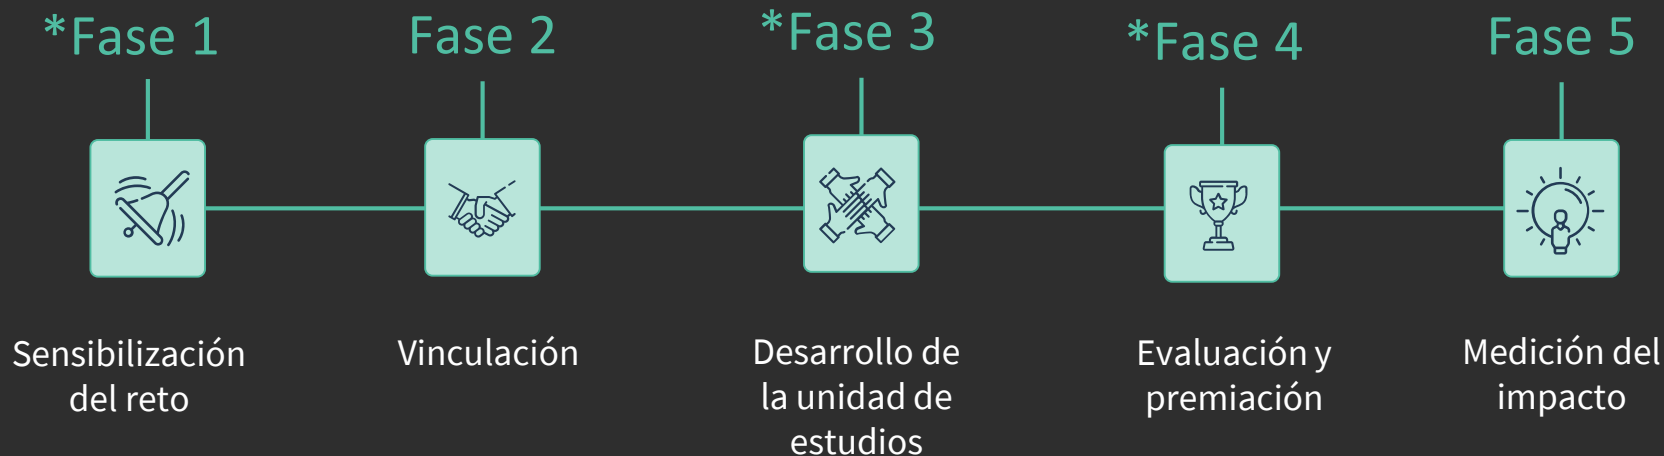 *Fase 1
Fase 2
*Fase 3
*Fase 4
Fase 5
Sensibilización
del reto
Vinculación
Desarrollo de
la unidad de
estudios
Evaluación y
premiación
Medición del
impacto